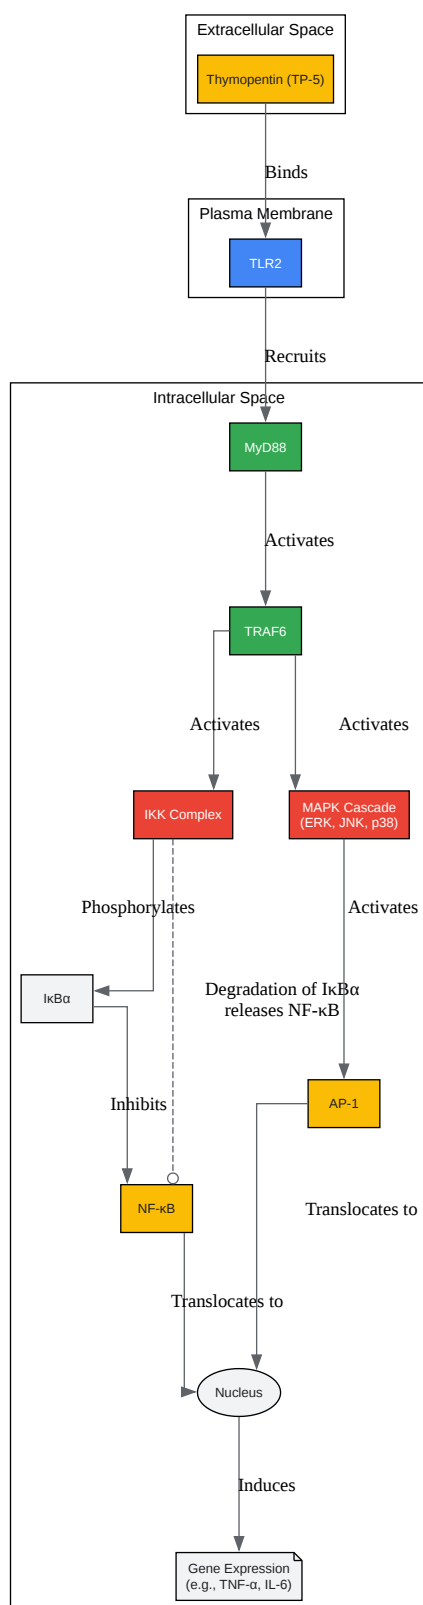 Extracellular Space
Thymopentin (TP-5)
Binds
Plasma Membrane
TLR2
Recruits
Intracellular Space
MyD88
Activates
TRAF6
Activates
Activates
IKK Complex
MAPK Cascade
(ERK, JNK, p38)
Phosphorylates
Activates
IκBα
Degradation of IκBα
releases NF-κB
Inhibits
AP-1
NF-κB
Translocates to
Translocates to
Nucleus
Induces
Gene Expression
(e.g., TNF-α, IL-6)